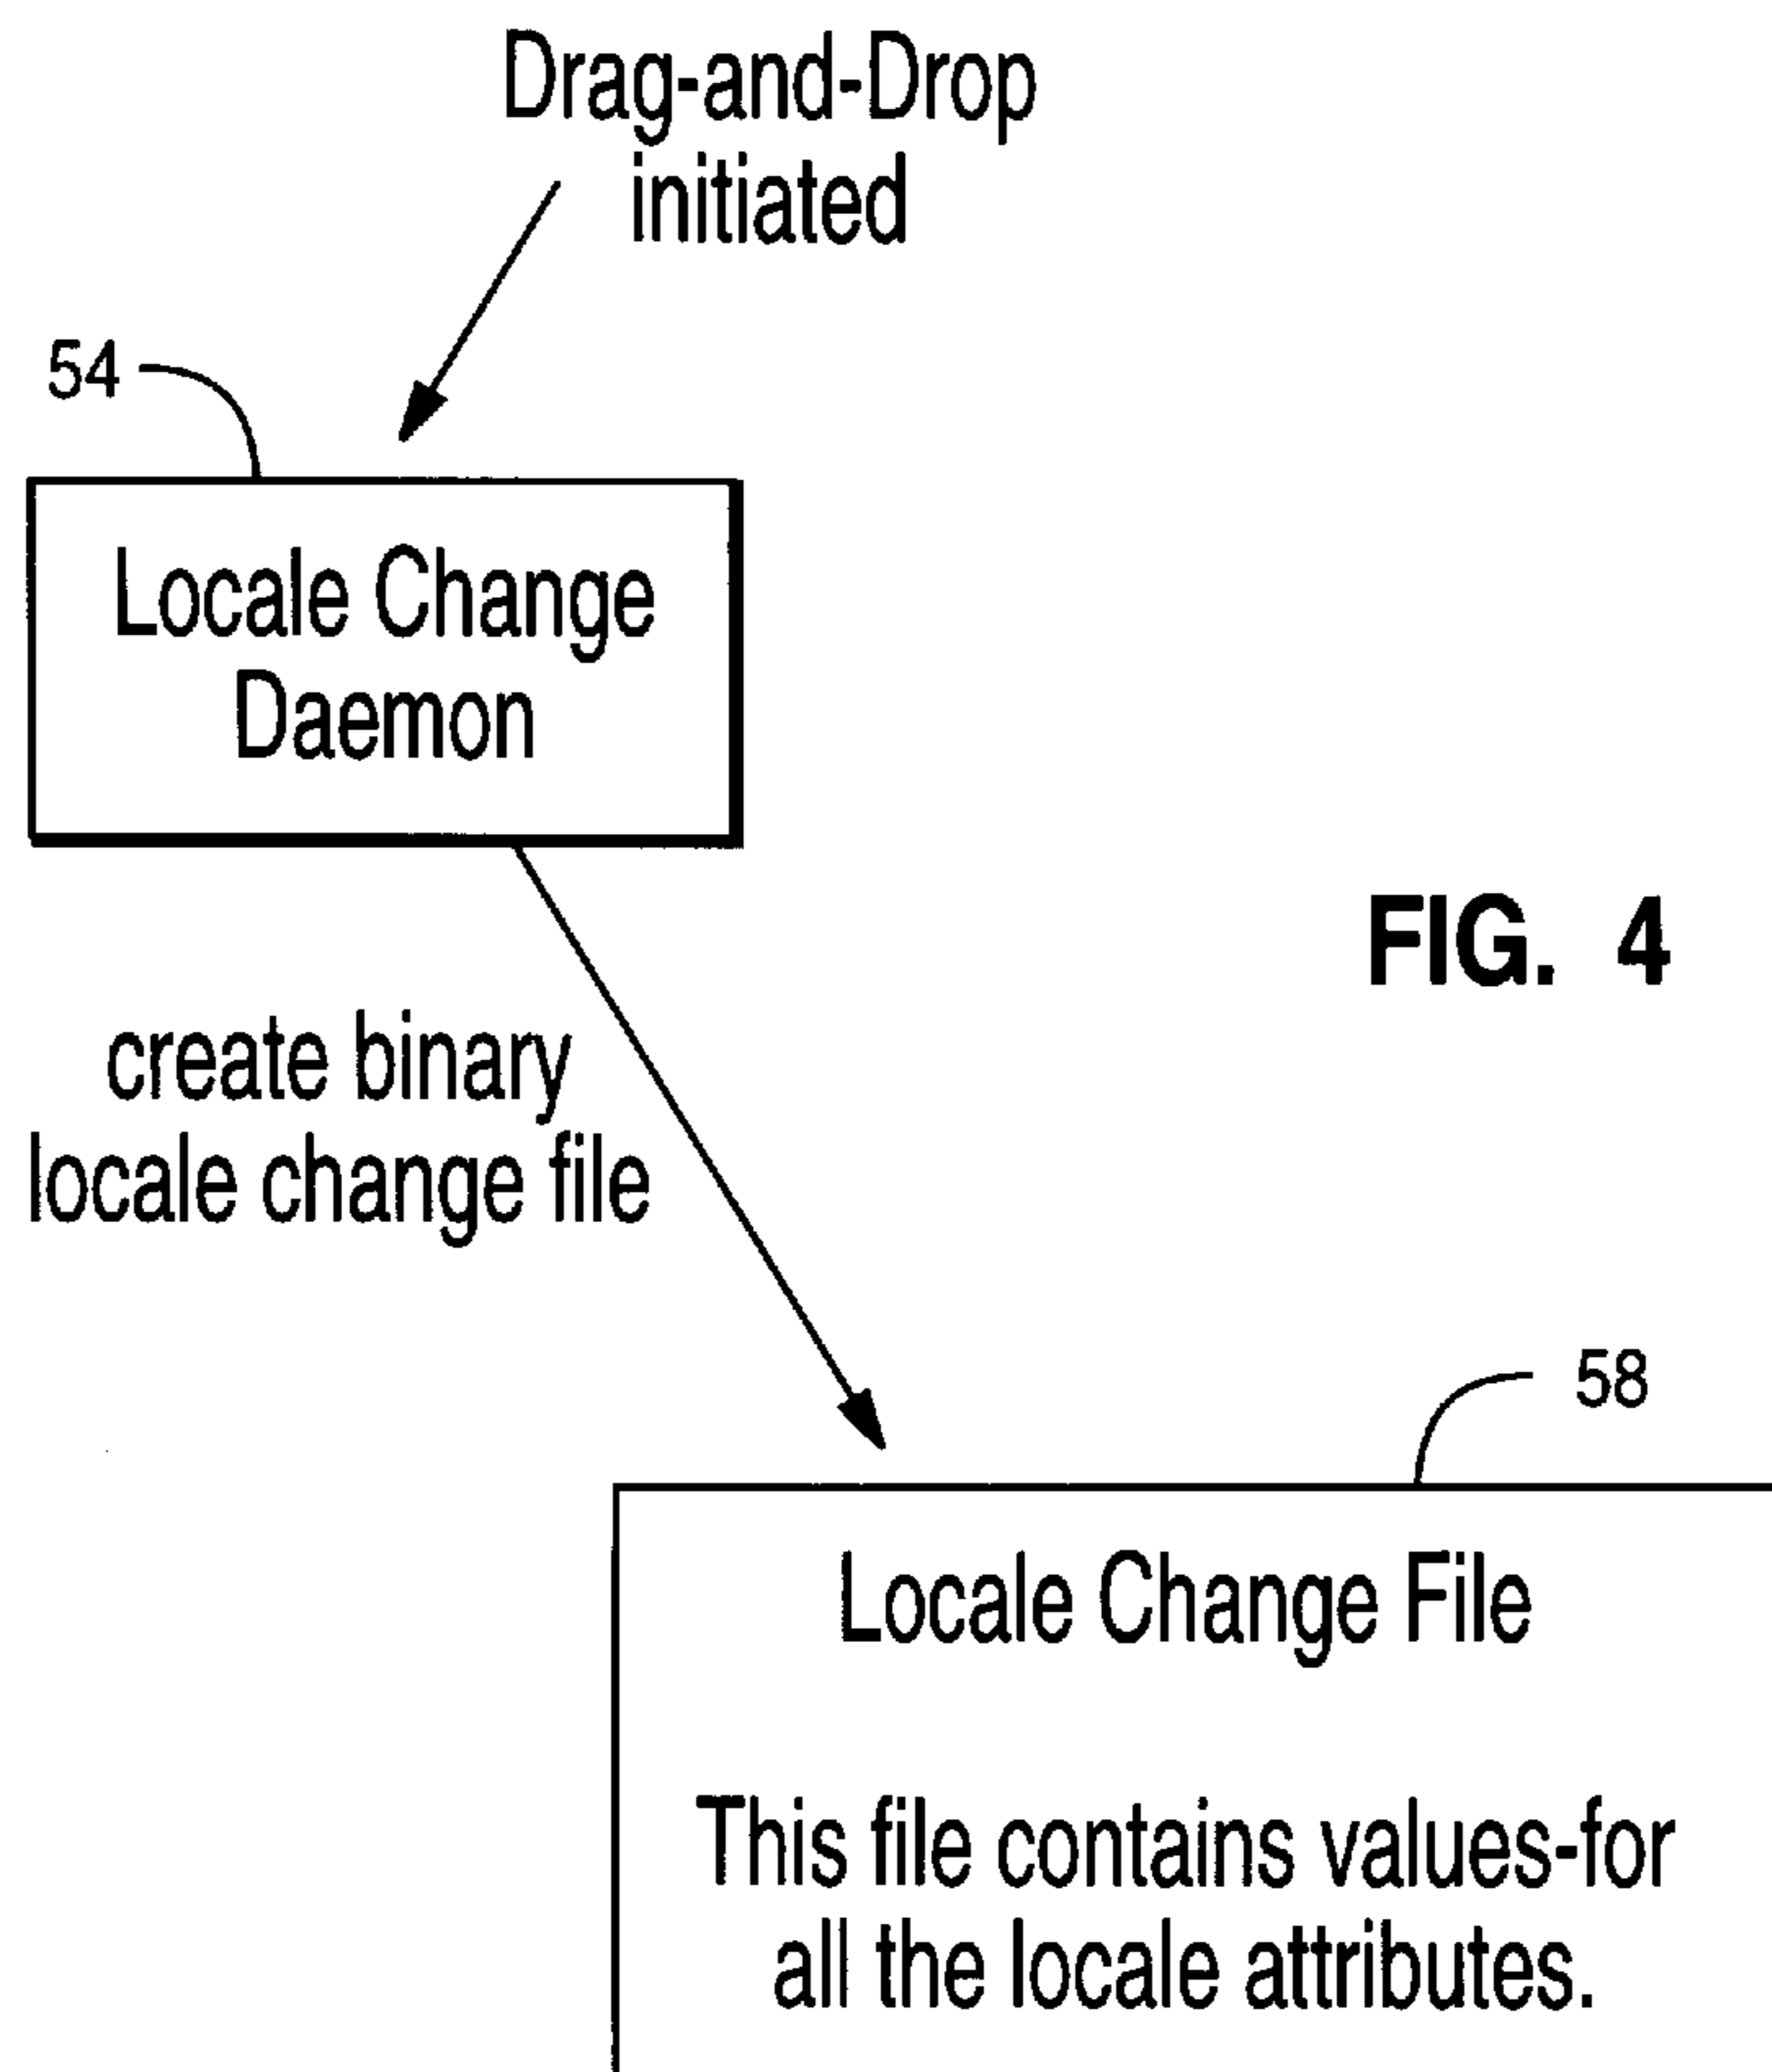 Drag-and-Drop
initiated
54
Locale Change
Daemon
FIG. 4
create binary
locale change file
58
Locale Change File
This file contains values-for
all the locale attributes.